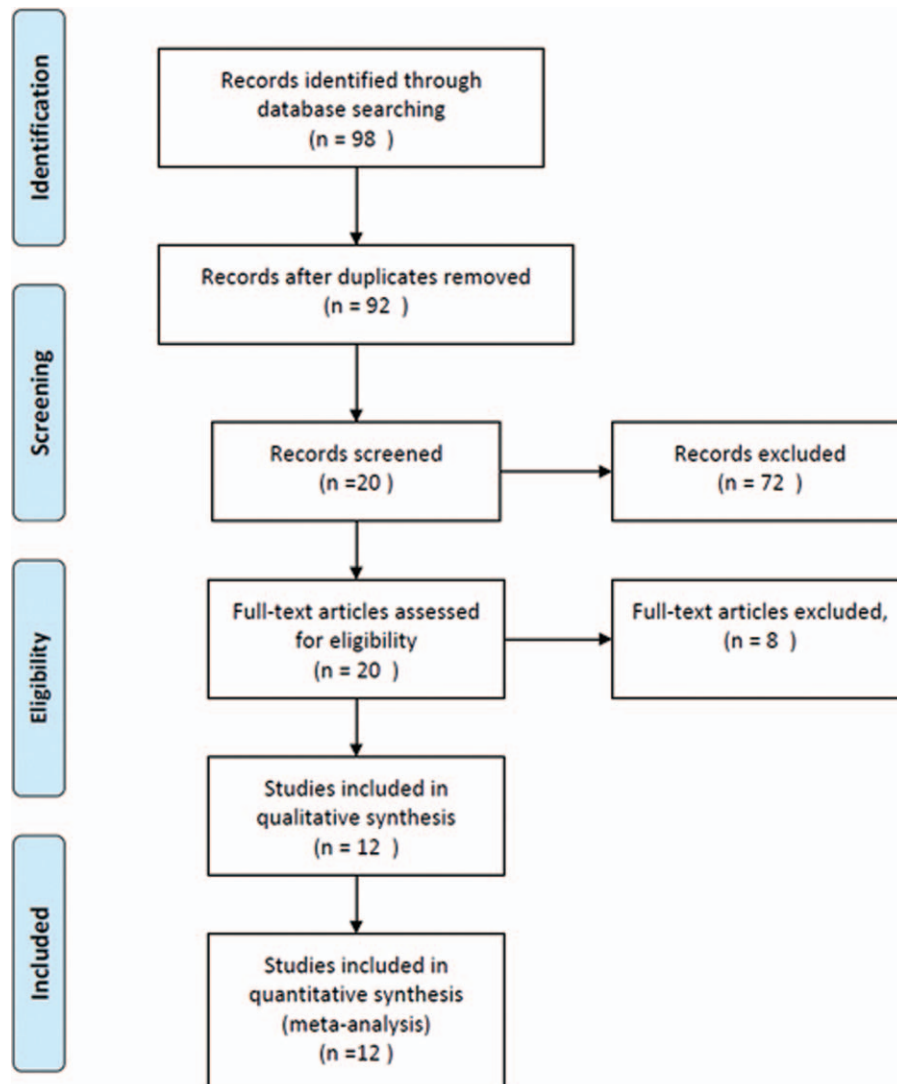 Identification
Records identified through
database searching
(n = 98 )
Records after duplicates removed
(n = 92 )
Screening
Records screened
(n =20 )
Records excluded
(n = 72 )
Eligibility
Full-text articles assessed
for eligibility
(n = 20 )
Full-text articles excluded,
(n = 8 )
Studies included in
qualitative synthesis
(n = 12 )
Included
Studies included in
quantitative synthesis
(meta-analysis)
(n =12 )